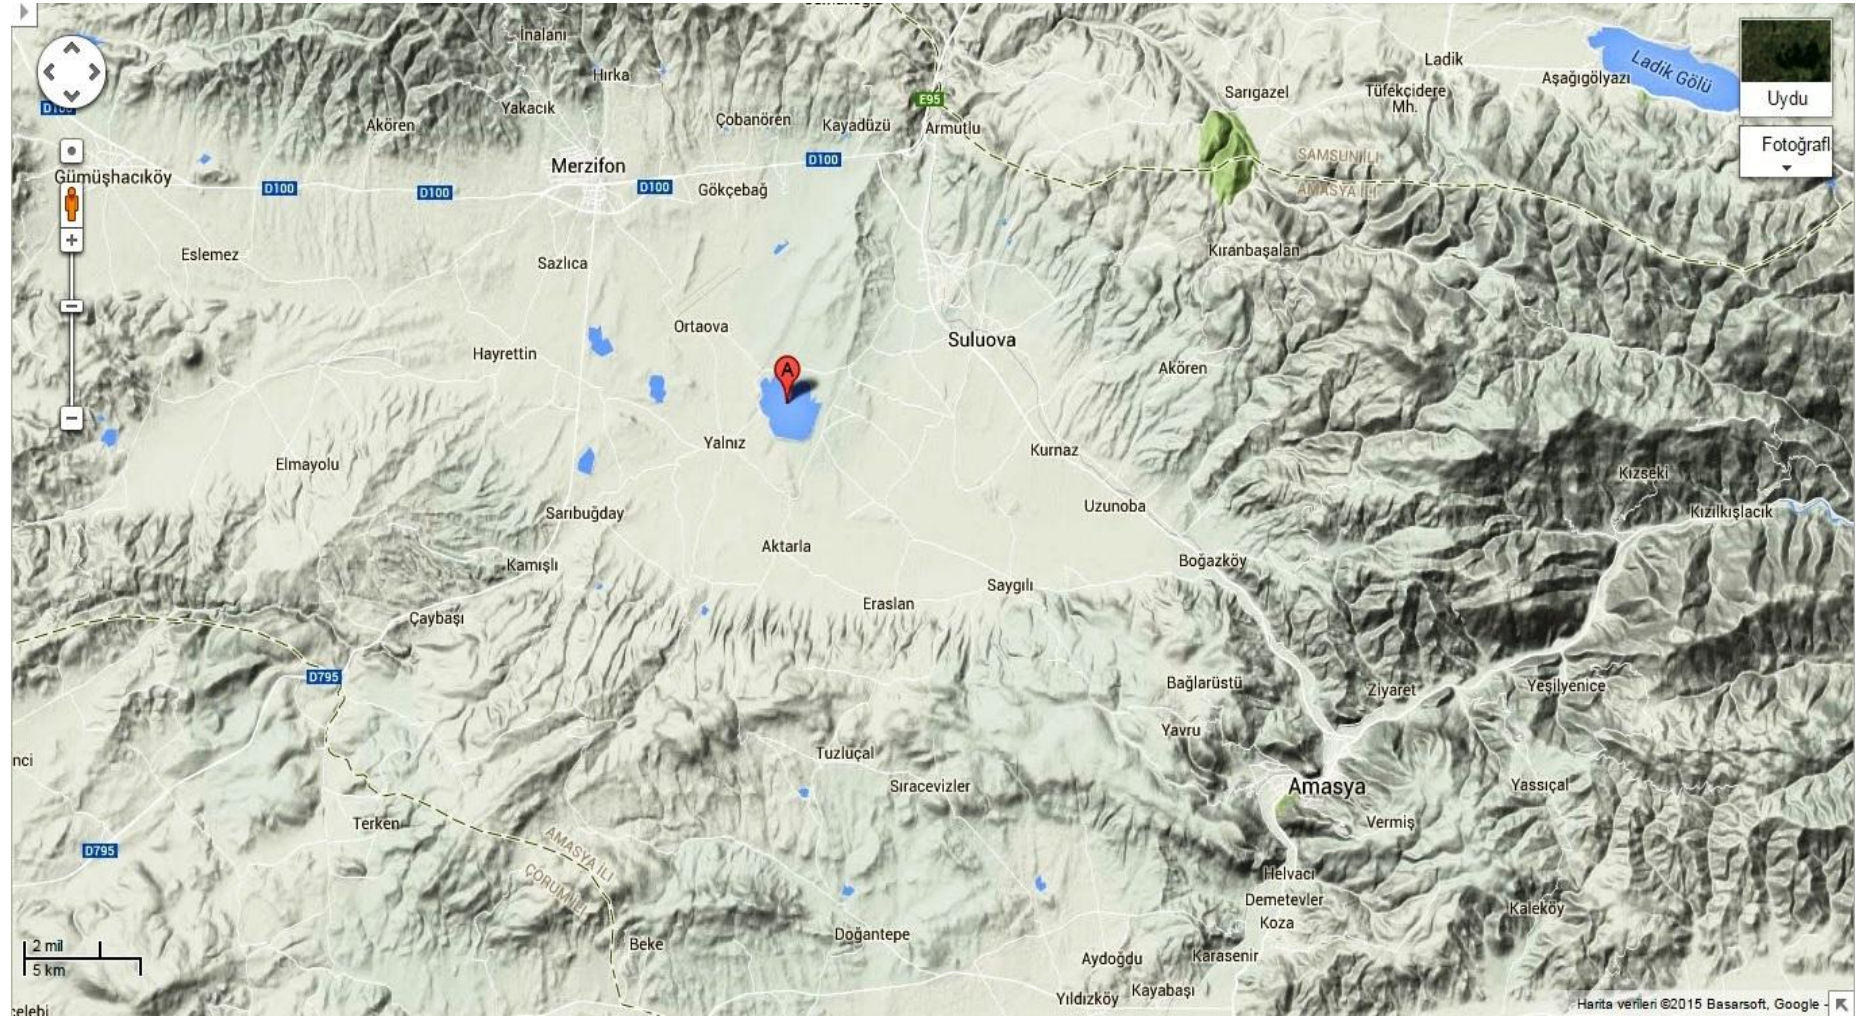 İnalanı
Ladik
Hırka
Aşağıgölyazı
Ladik Gölü
Sarıgazel
Tüfekçidere
Mh.
Uydu
E95
D100
Yakacık
Akören
Çobanören
Kayadüzü
Armutlu
Fotoğrafl
Merzifon
D100
SAMSUN İLİ
AMASYA İLİ
Gümüşhacıköy
D100
D100
D100
Gökçebağ
Eslemez
Sazlıca
Kıranbaşalan
Ortaova
Suluova
Hayrettin
A
Akören
Yalnız
Kurnaz
Elmayolu
Kızseki
Sarıbuğday
Uzunoba
Kızılkışlacık
Aktarla
Kamışlı
Boğazköy
Saygılı
Eraslan
Çaybaşı
D795
Bağlarüstü
Ziyaret
Yeşilyenice
Yavru
nci
Tuzluçal
Sıracevizler
Amasya
Yassıçal
Terken
Vermiş
D795
AMASYA İLİ
ÇORUM İLİ
Helvacı
Demetevler
Koza
Kaleköy
Doğantepe
Beke
2 mil
5 km
Aydoğdu
Karasenir
Kayabaşı
Yıldızköy
çelebi
Harita verileri ©2015 Basarsoft, Google -